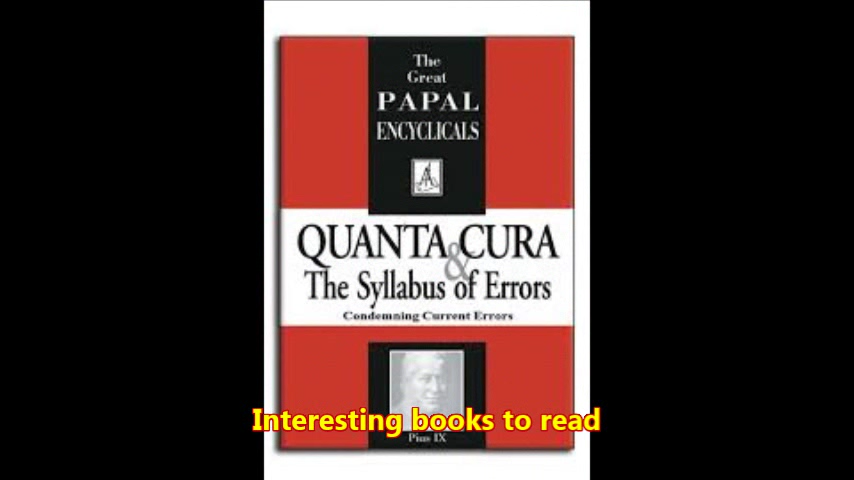 The
Great
PAPAL
ENCYCLICALS
QUANTA & CURA
The Syllabus of Errors
Condemning Current Errors
Interesting books to read
Pius IX